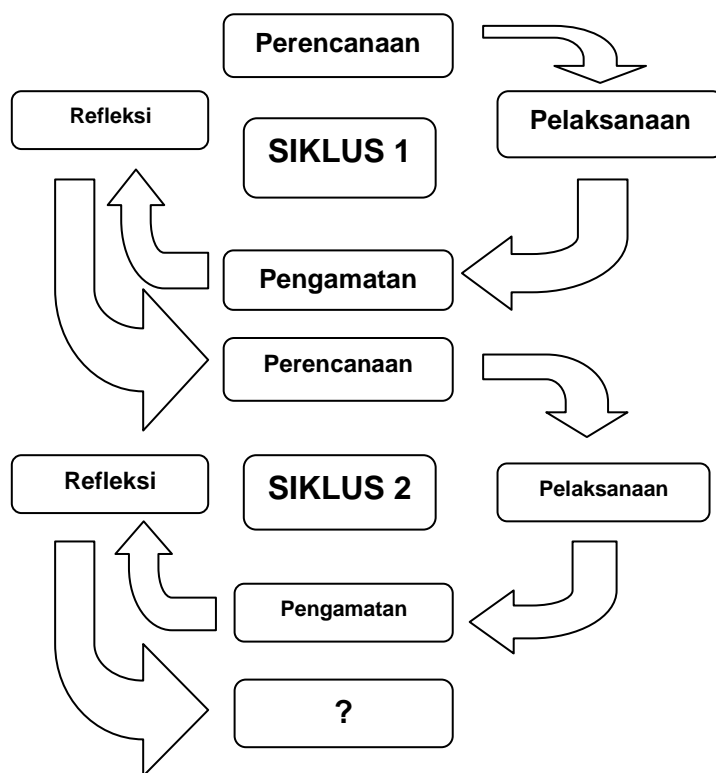 Perencanaan
Refleksi
Pelaksanaan
SIKLUS 1
Pengamatan
Perencanaan
Refleksi
SIKLUS 2
Pelaksanaan
Pengamatan
?